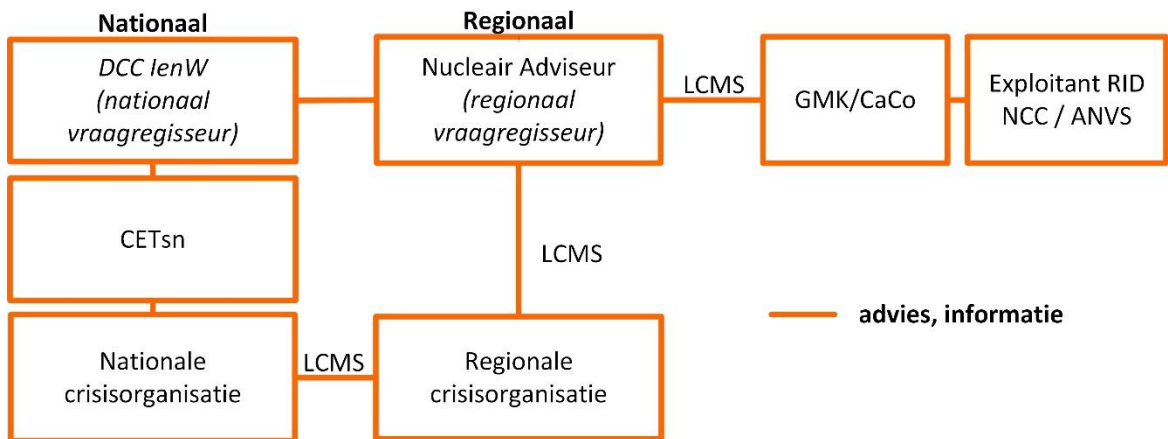 Nationaal
Regionaal
DCC IenW
(nationaal
vraagregisseur)
Nucleair Adviseur
(regionaal
vraagregisseur)
LCMS
GMK/CaCo
Exploitant RID
NCC / ANVS
CETsn
LCMS
advies, informatie
Nationale
crisisorganisatie
LCMS
Regionale
crisisorganisatie